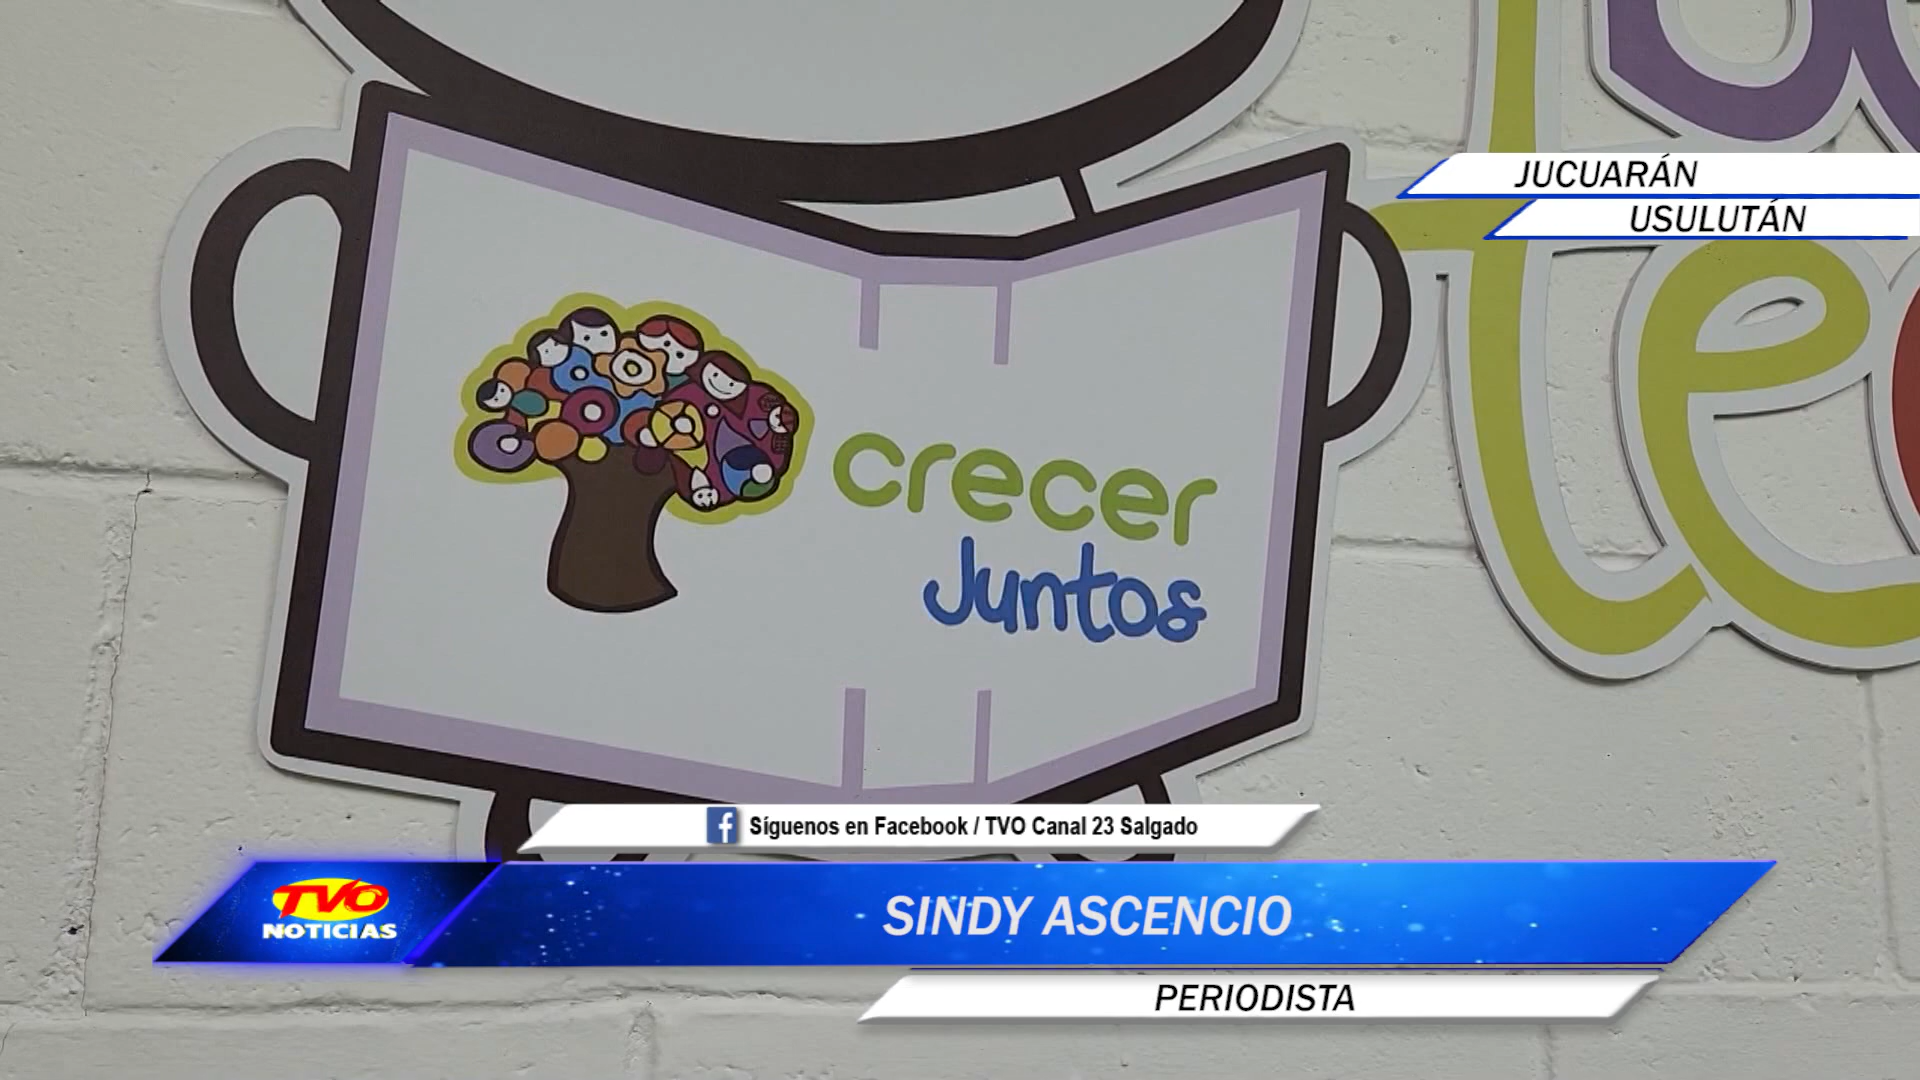 JUCUARÁN
USULUTÁN
crecer
Juntos
Síguenos en Facebook / TVO Canal 23 Salgado
TVO
NOTICIAS
SINDY ASCENCIO
PERIODISTA